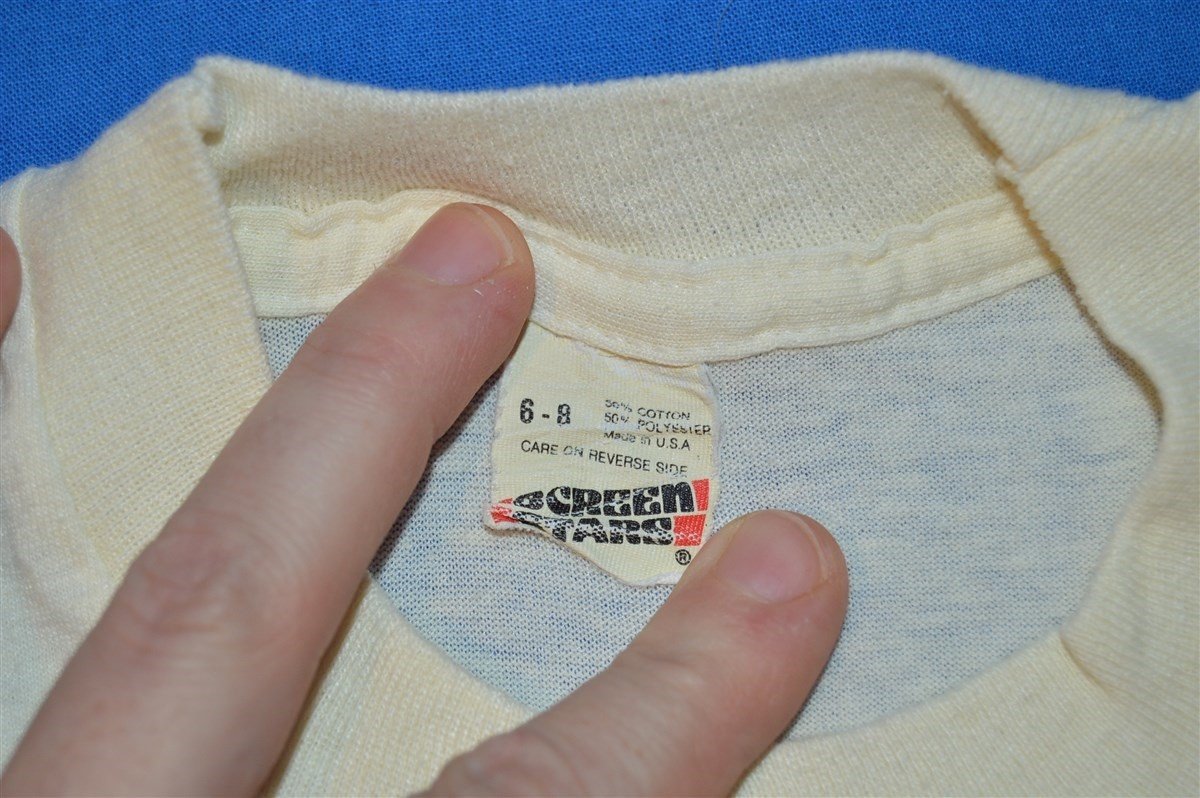 6-8
50% COTTON
50% POLYESTER
Made in U.S.A
CARE ON REVERSE SIDE
SCREEN
STARS
®